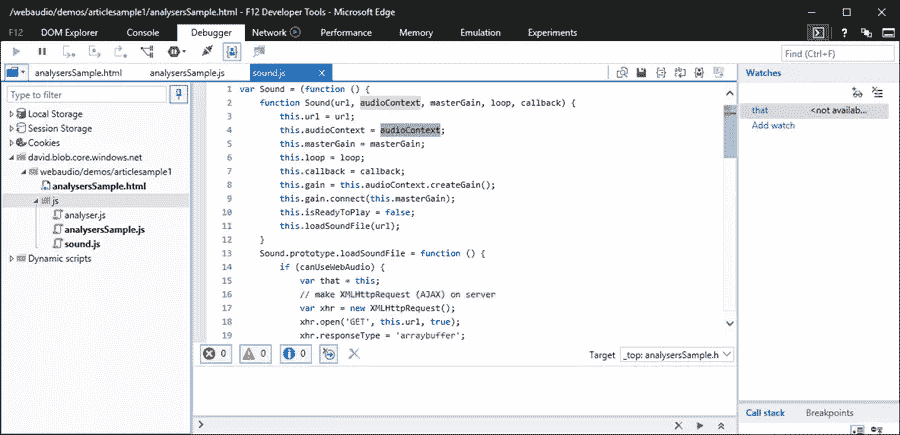 /webaudio/demos/articlesample1/analysersSample.html - F12 Developer Tools - Microsoft Edge
F12 DOM Explorer Console Debugger Network Performance Memory Emulation Experiments
Find (Ctrl+F)
analysersSample.html analysersSample.js sound.js
Watches
Type to filter
Local Storage
Session Storage
Cookies
david.blob.core.windows.net
webaudio/demos/articlesample1
analysersSample.html
js
analyser.js
analysersSample.js
sound.js
Dynamic scripts
1 var Sound = (function () {
2 function Sound(url, audioContext, masterGain, loop, callback) {
3 this.url = url;
4 this.audioContext = audioContext;
5 this.masterGain = masterGain;
6 this.loop = loop;
7 this.callback = callback;
8 this.gain = this.audioContext.createGain();
9 this.gain.connect(this.masterGain);
10 this.isReadyToPlay = false;
11 this.loadSoundFile(url);
12 }
13 Sound.prototype.loadSoundFile = function () {
14 if (canUseWebAudio) {
15 var that = this;
16 // make XMLHttpRequest (AJAX) on server
17 var xhr = new XMLHttpRequest();
18 xhr.open('GET', this.url, true);
19 xhr.responseType = 'arraybuffer';
that <not availab...
Add watch
0 0 0
Target _top: analysersSample.h
Call stack Breakpoints